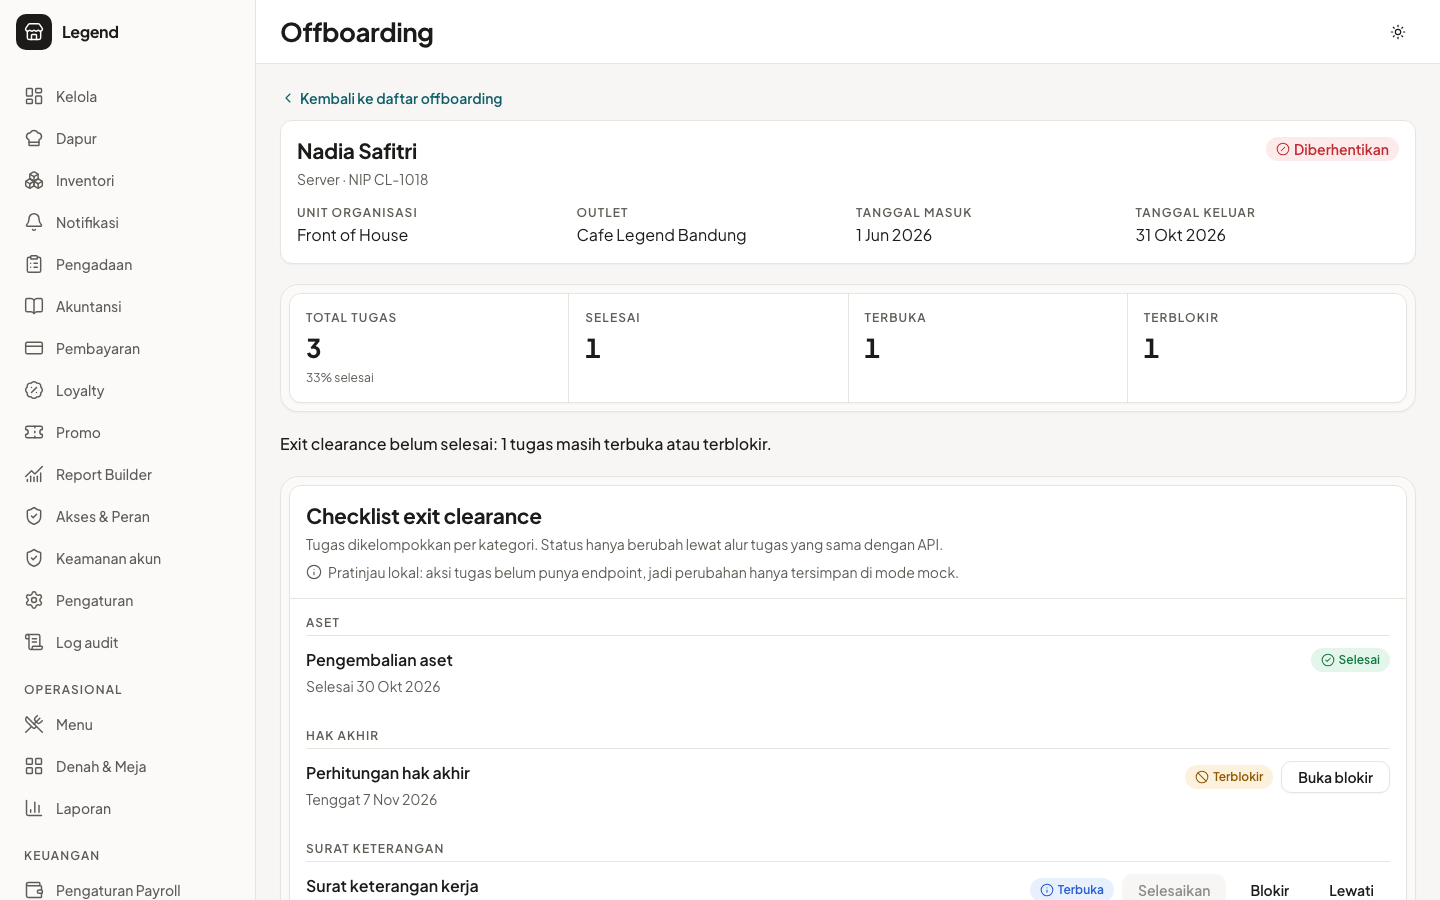 Legend
Kelola
Dapur
Inventori
Notifikasi
Pengadaan
Akuntansi
Pembayaran
Loyalty
Promo
Report Builder
Akses & Peran
Keamanan akun
Pengaturan
Log audit
OPERASIONAL
Menu
Denah & Meja
Laporan
KEUANGAN
Pengaturan Payroll
Offboarding
Kembali ke daftar offboarding
Nadia Safitri
Diberhentikan
Server · NIP CL-1018
UNIT ORGANISASI
Front of House
OUTLET
Cafe Legend Bandung
TANGGAL MASUK
1 Jun 2026
TANGGAL KELUAR
31 Okt 2026
TOTAL TUGAS
3
33% selesai
SELESAI
1
TERBUKA
1
TERBLOKIR
1
Exit clearance belum selesai: 1 tugas masih terbuka atau terblokir.
Checklist exit clearance
Tugas dikelompokkan per kategori. Status hanya berubah lewat alur tugas yang sama dengan API.
Pratinjau lokal: aksi tugas belum punya endpoint, jadi perubahan hanya tersimpan di mode mock.
ASET
Pengembalian aset
Selesai
Selesai 30 Okt 2026
HAK AKHIR
Perhitungan hak akhir
Terblokir
Buka blokir
Tenggat 7 Nov 2026
SURAT KETERANGAN
Surat keterangan kerja
Terbuka
Selesaikan
Blokir
Lewati